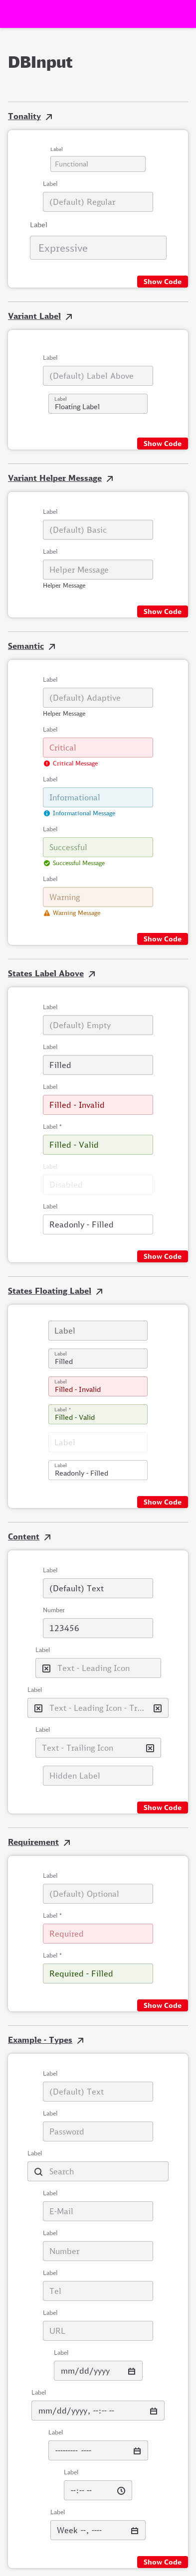 DBInput
Tonality
Label
Functional
Label
(Default) Regular
Label
Expressive
Show Code
Variant Label
Label
(Default) Label Above
Label
Floating Label
Show Code
Variant Helper Message
Label
(Default) Basic
Label
Helper Message
Helper Message
Show Code
Semantic
Label
(Default) Adaptive
Helper Message
Label
Critical
Critical Message
Label
Informational
Informational Message
Label
Successful
Successful Message
Label
Warning
Warning Message
Show Code
States Label Above
Label
(Default) Empty
Label
Filled
Label
Filled - Invalid
Label *
Filled - Valid
Label
Disabled
Label
Readonly - Filled
Show Code
States Floating Label
Label
Label
Filled
Label
Filled - Invalid
Label *
Filled - Valid
Label
Label
Readonly - Filled
Show Code
Content
Label
(Default) Text
Number
123456
Label
Text - Leading Icon
Label
Text - Leading Icon - Tr...
Label
Text - Trailing Icon
Hidden Label
Show Code
Requirement
Label
(Default) Optional
Label *
Required
Label *
Required - Filled
Show Code
Example - Types
Label
(Default) Text
Label
Password
Label
Search
Label
E-Mail
Label
Number
Label
Tel
Label
URL
Label
mm/dd/yyyy
Label
mm/dd/yyyy, --:-- --
Label
--------- ----
Label
--:-- --
Label
Week --, ----
Show Code